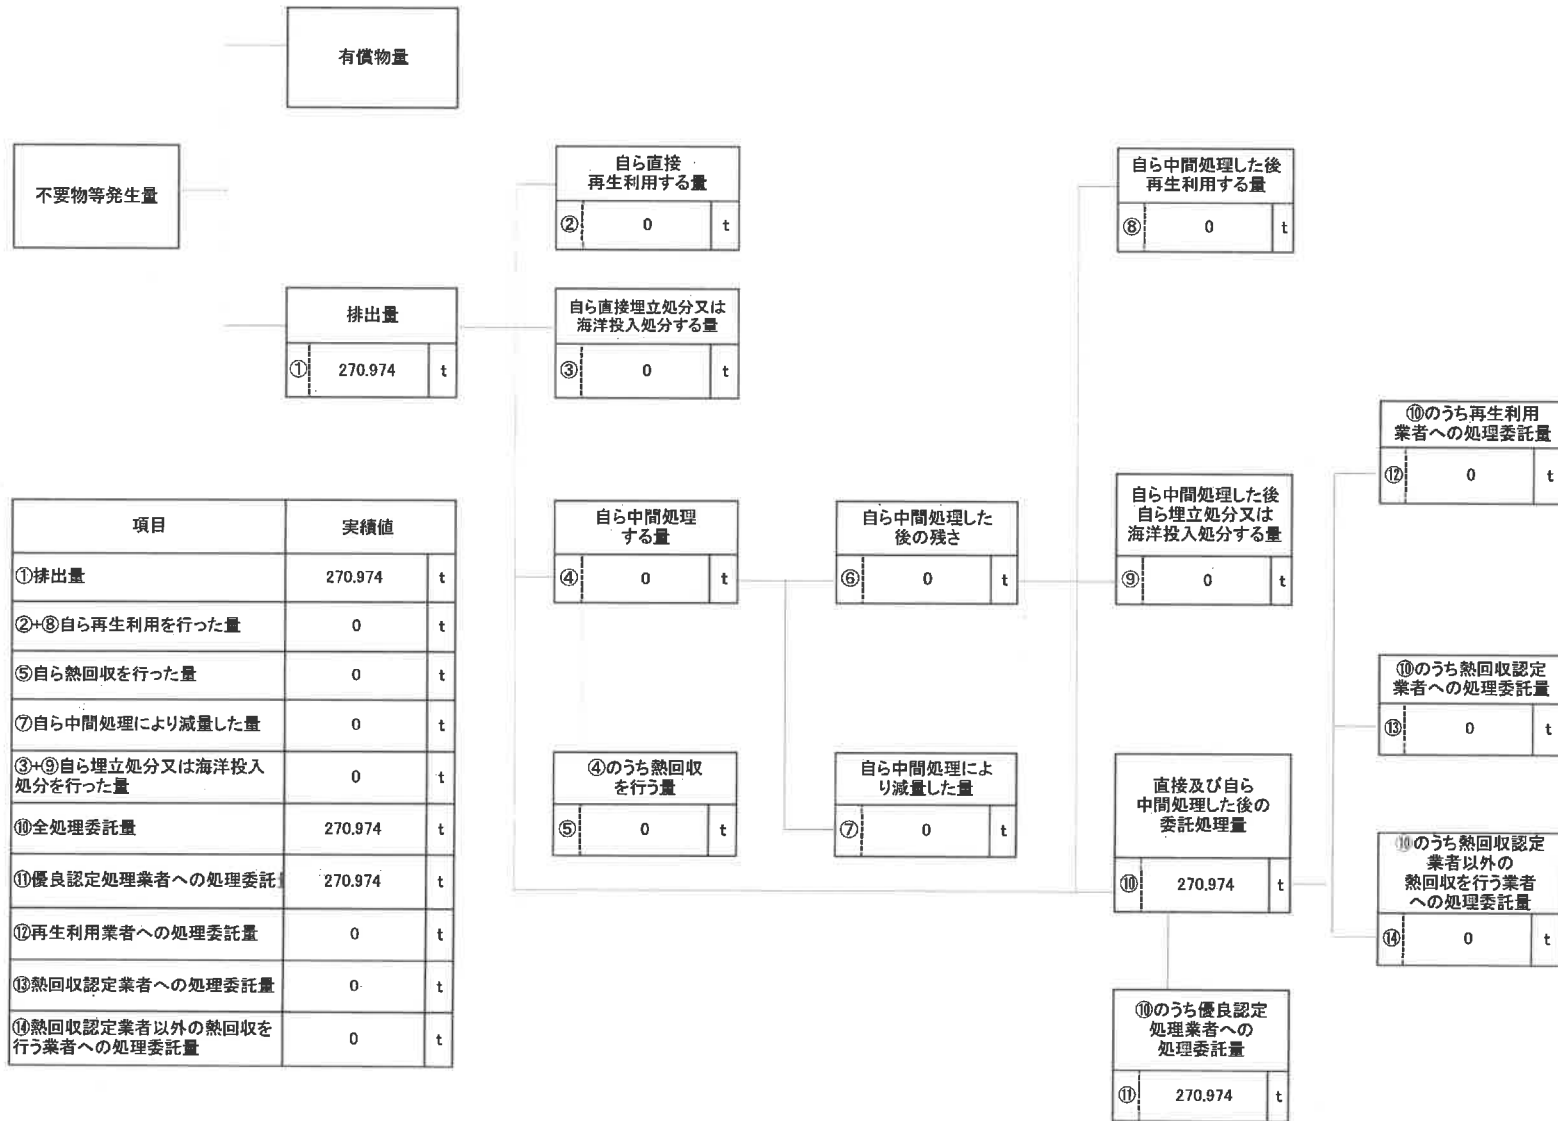 有償物量
不要物等発生量
自ら直接
再生利用する量
② 0 t
自ら中間処理した後
再生利用する量
⑧ 0 t
排出量
① 270.974 t
自ら直接埋立処分又は
海洋投入処分する量
③ 0 t
⑩のうち再生利用
業者への処理委託量
⑫ 0 t
自ら中間処理
する量
④ 0 t
自ら中間処理した
後の残さ
⑥ 0 t
自ら中間処理した後
自ら埋立処分又は
海洋投入処分する量
⑨ 0 t
⑩のうち熱回収認定
業者への処理委託量
⑬ 0 t
④のうち熱回収
を行う量
⑤ 0 t
自ら中間処理によ
り減量した量
⑦ 0 t
直接及び自ら
中間処理した後の
委託処理量
⑩ 270.974 t
⑩のうち熱回収認定
業者以外の
熱回収を行う業者
への処理委託量
⑭ 0 t
⑩のうち優良認定
処理業者への
処理委託量
⑪ 270.974 t
項目 実績値
①排出量 270.974 t
②+⑧自ら再生利用を行った量 0 t
⑤自ら熱回収を行った量 0 t
⑦自ら中間処理により減量した量 0 t
③+⑨自ら埋立処分又は海洋投入
処分を行った量 0 t
⑩全処理委託量 270.974 t
⑪優良認定処理業者への処理委託 270.974 t
⑫再生利用業者への処理委託量 0 t
⑬熱回収認定業者への処理委託量 0 t
⑭熱回収認定業者以外の熱回収を
行う業者への処理委託量 0 t